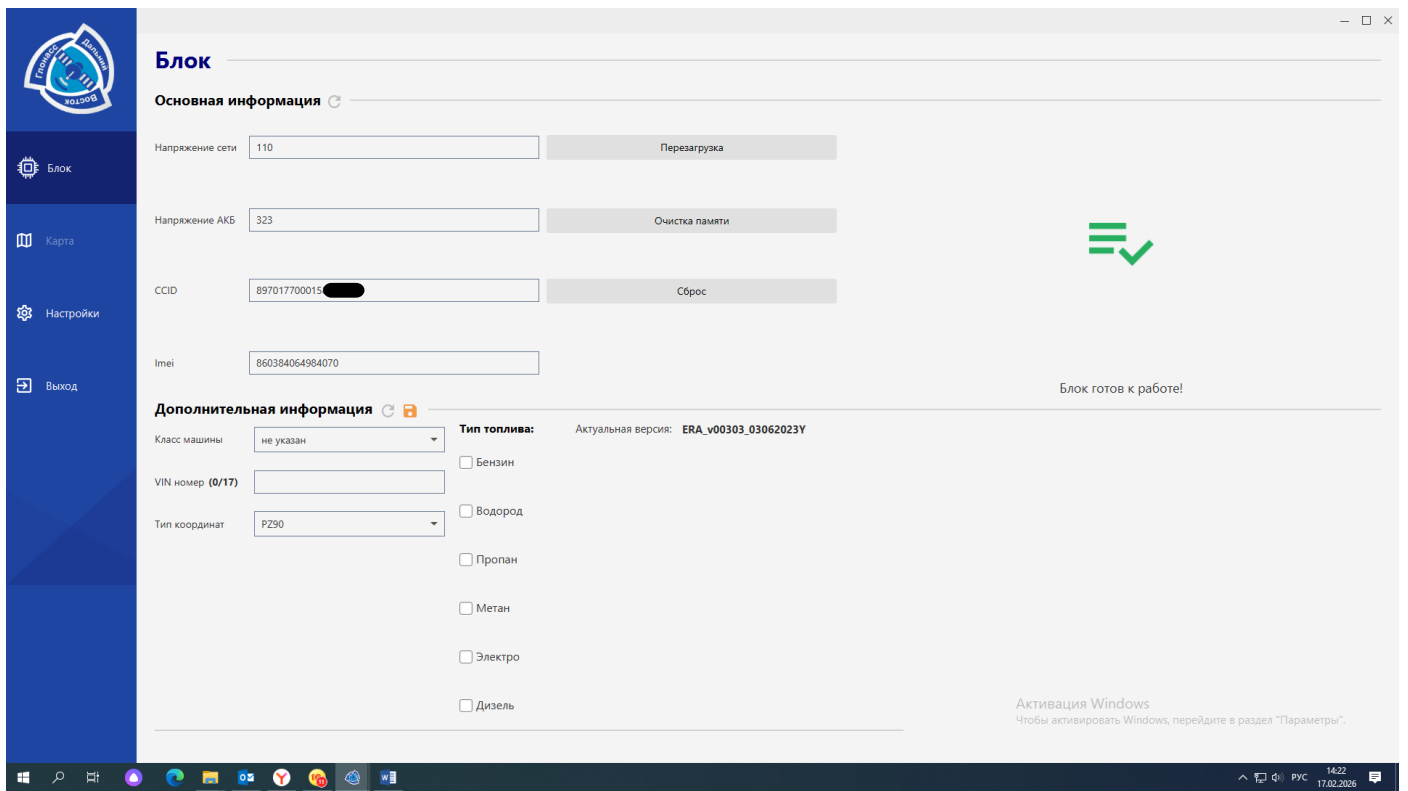 Глонасс
Дальний
Восток
Блок
Основная информация
Блок
Карта
Настройки
Выход
Напряжение сети 110 Перезагрузка
Напряжение АКБ 323 Очистка памяти
CCID 897017700015 Сброс
Imei 860384064984070
Блок готов к работе!
Дополнительная информация
Класс машины не указан
VIN номер (0/17)
Тип координат PZ90
Тип топлива: Актуальная версия: ERA_v00303_03062023Y
Бензин
Водород
Пропан
Метан
Электро
Дизель
Активация Windows
Чтобы активировать Windows, перейдите в раздел "Параметры".
РУС 14:22
17.02.2026